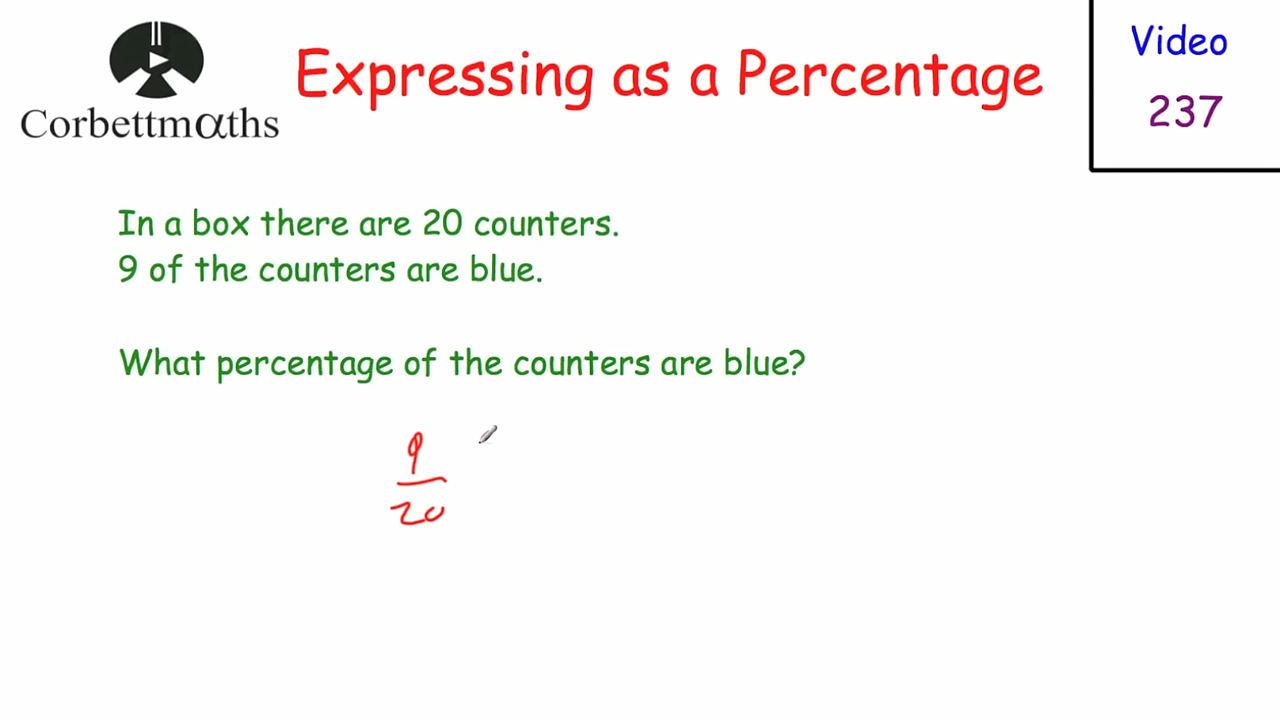 Corbettmαths
Expressing as a Percentage
Video
237
In a box there are 20 counters.
9 of the counters are blue.
What percentage of the counters are blue?
9
20